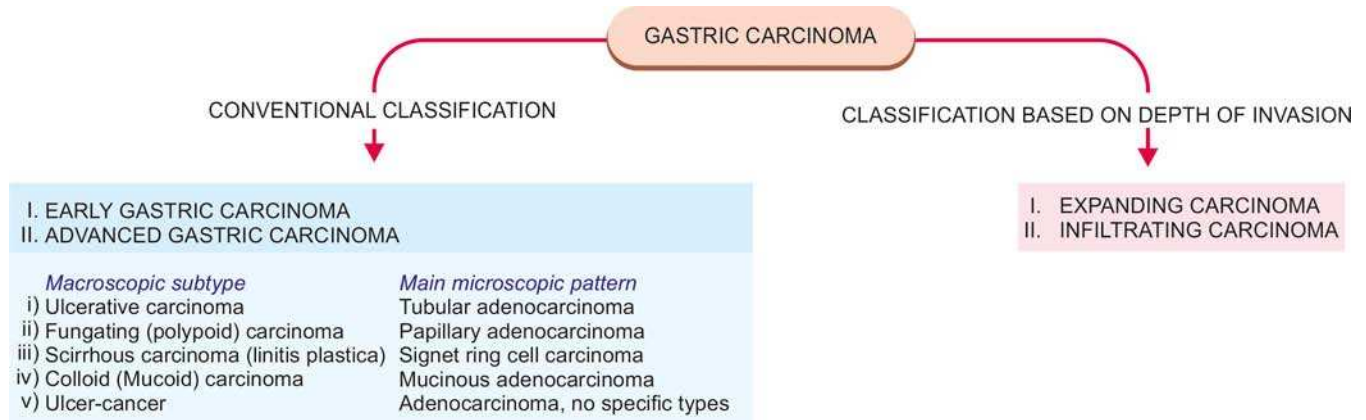 GASTRIC CARCINOMA
CONVENTIONAL CLASSIFICATION
CLASSIFICATION BASED ON DEPTH OF INVASION
I. EARLY GASTRIC CARCINOMA
II. ADVANCED GASTRIC CARCINOMA
Macroscopic subtype Main microscopic pattern
i) Ulcerative carcinoma Tubular adenocarcinoma
ii) Fungating (polypoid) carcinoma Papillary adenocarcinoma
iii) Scirrhous carcinoma (linitis plastica) Signet ring cell carcinoma
iv) Colloid (Mucoid) carcinoma Mucinous adenocarcinoma
v) Ulcer-cancer Adenocarcinoma, no specific types
I. EXPANDING CARCINOMA
II. INFILTRATING CARCINOMA